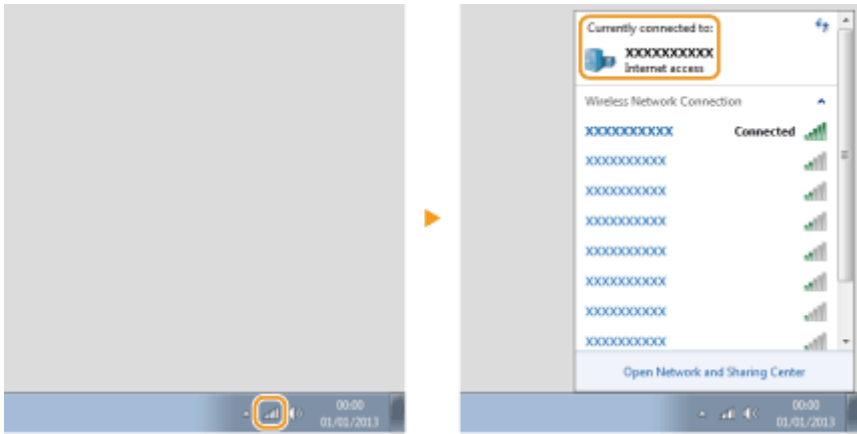 00:00
01/01/2013
Currently connected to:
XXXXXXXXXX
Internet access
Wireless Network Connection
XXXXXXXXXX Connected
XXXXXXXXXX
XXXXXXXXXX
XXXXXXXXXX
XXXXXXXXXX
XXXXXXXXXX
XXXXXXXXXX
XXXXXXXXXX
Open Network and Sharing Center
00:00
01/01/2013